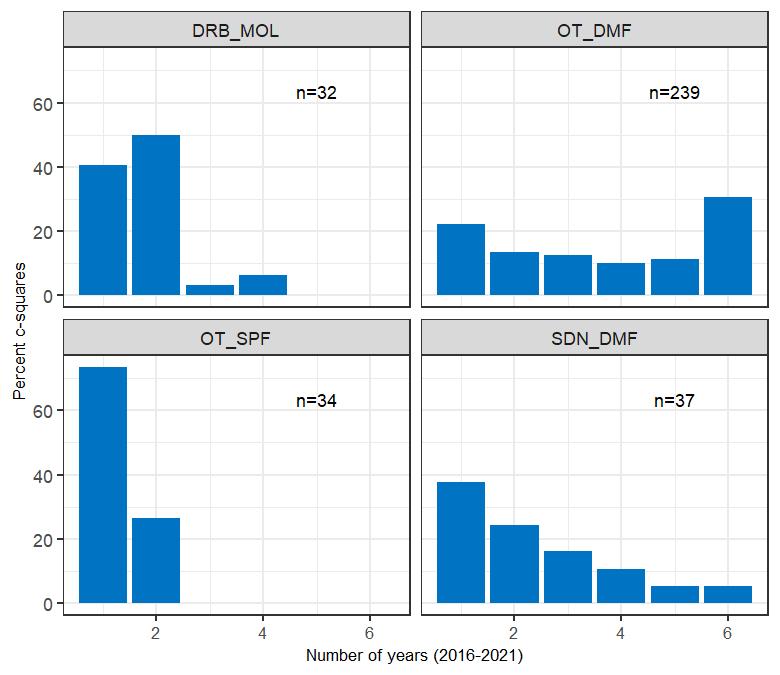 DRB_MOL
OT_DMF
n=32
n=239
60
40
20
0
OT_SPF
SDN_DMF
n=34
n=37
60
40
20
0
Percent c-squares
2 4 6 2 4 6
Number of years (2016-2021)